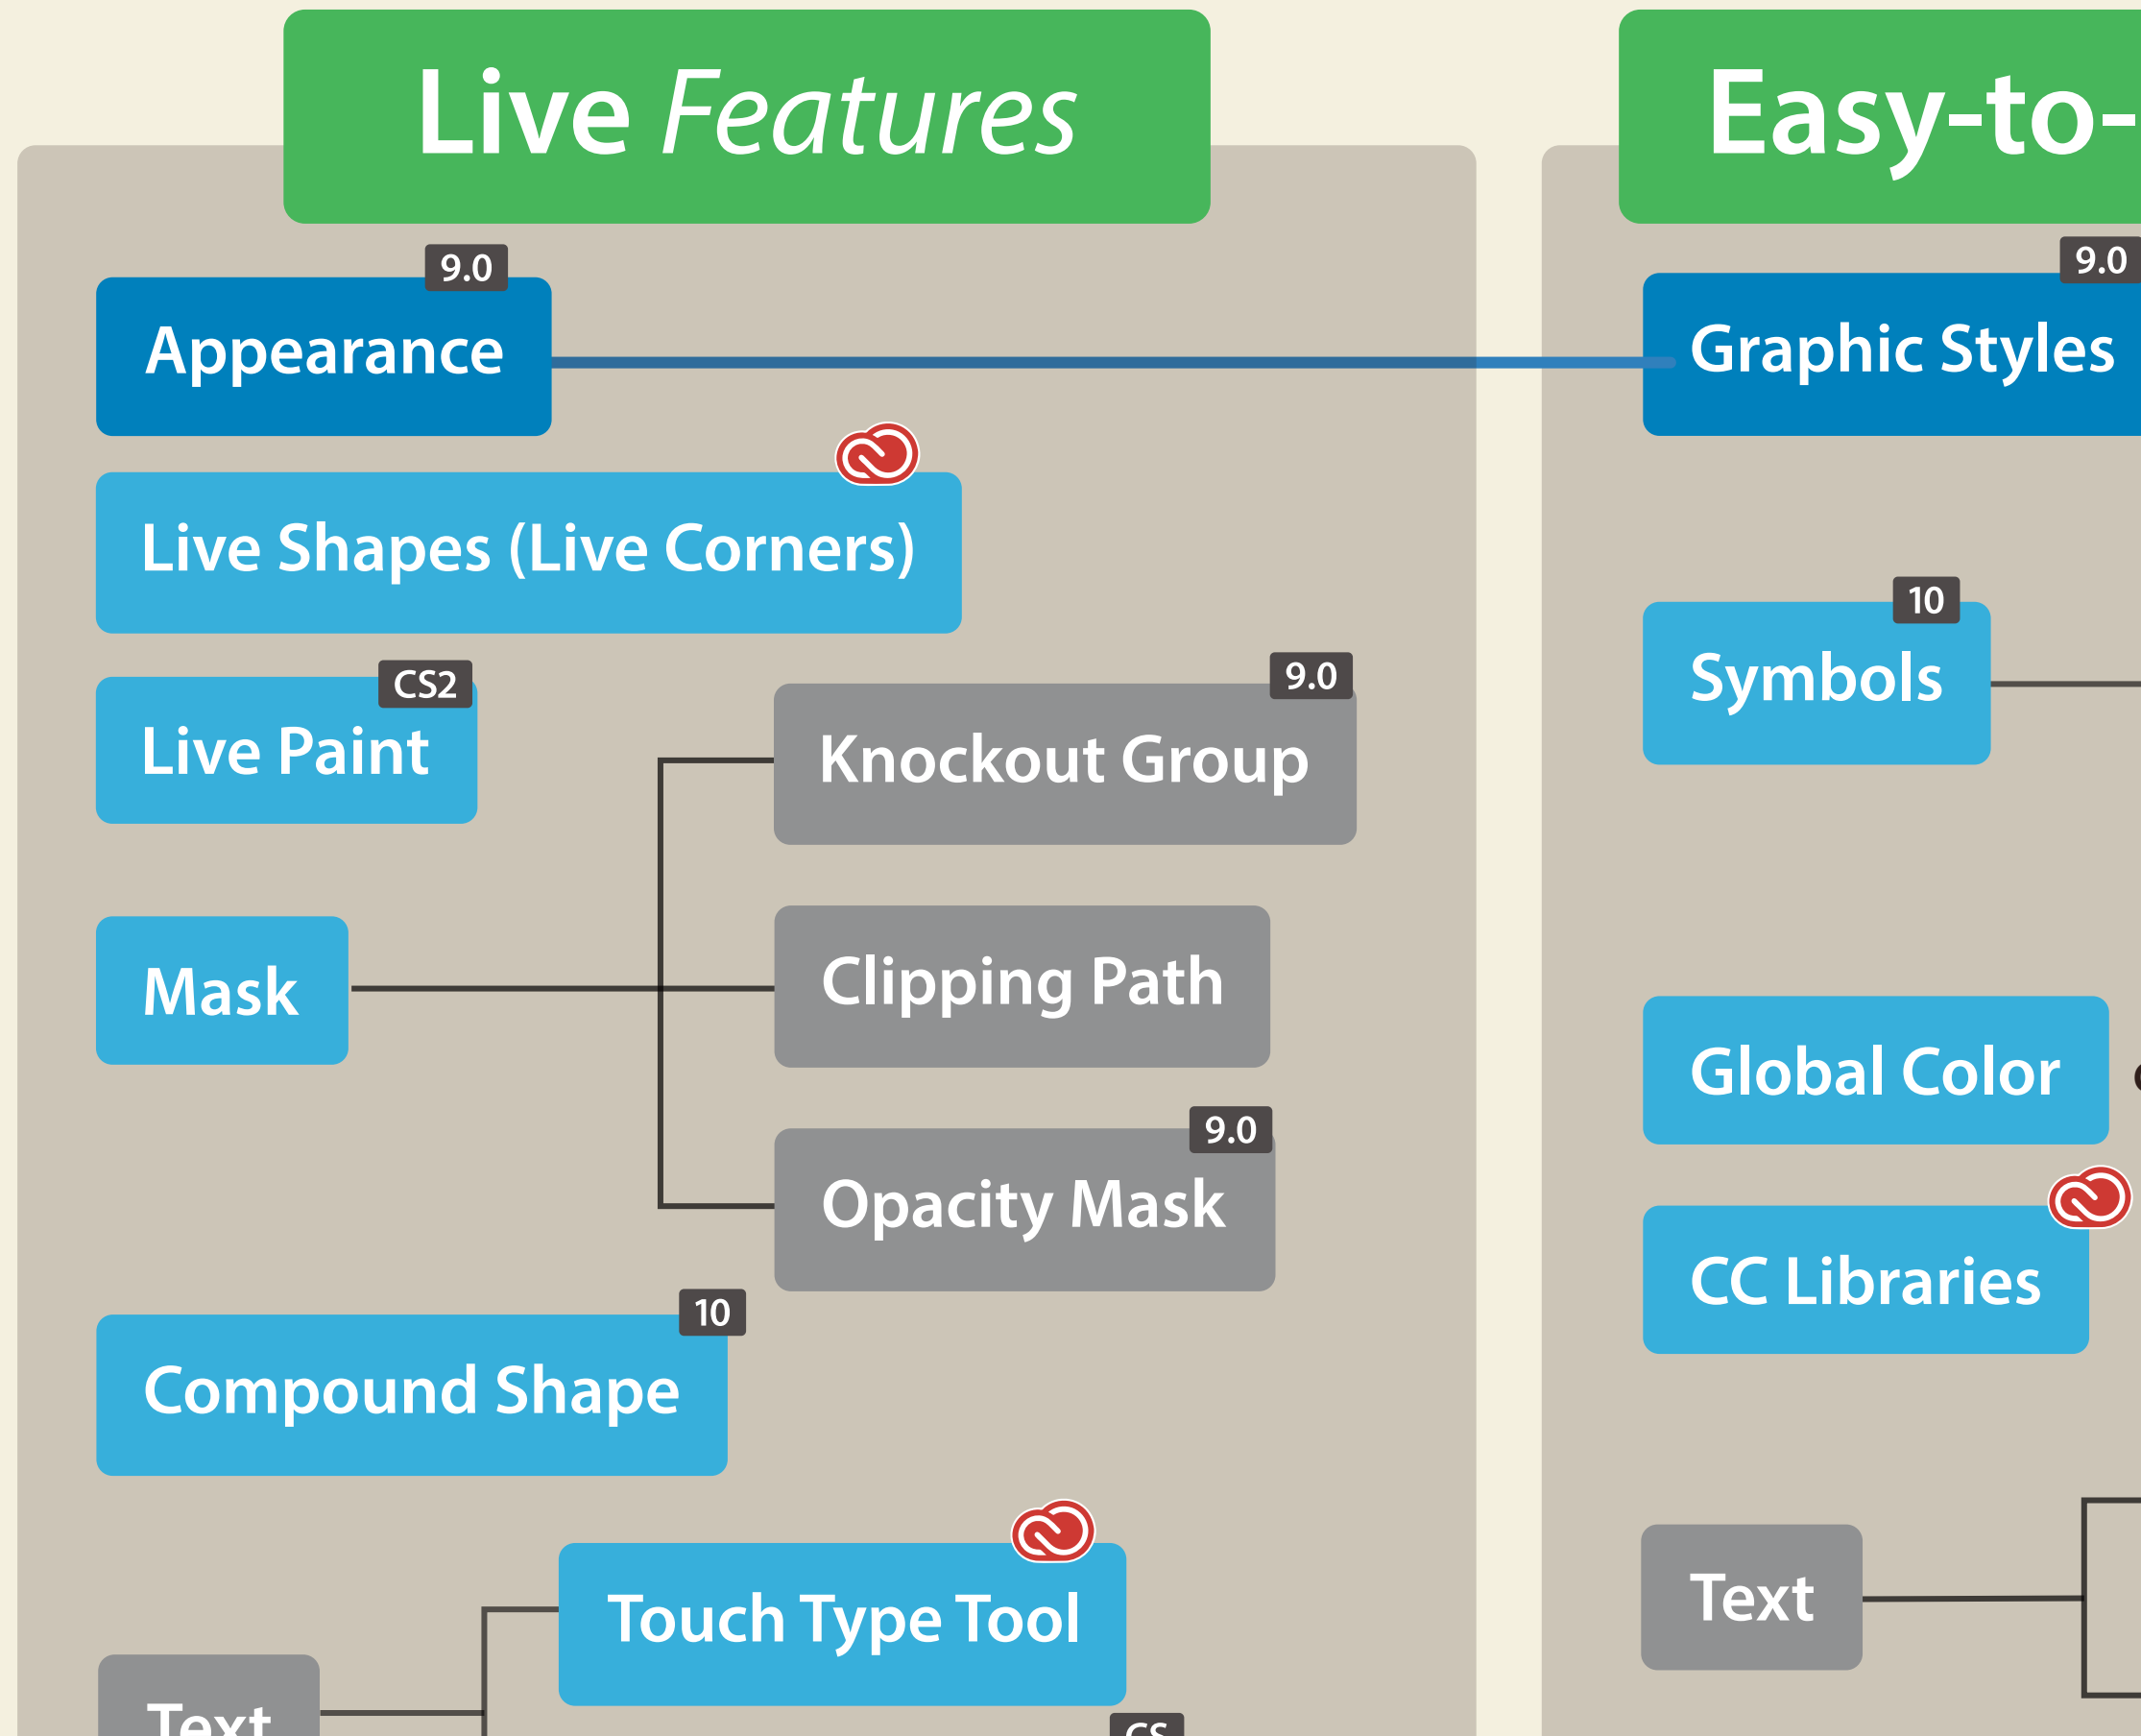 Live Features
9.0
Appearance
Live Shapes (Live Corners)
CS2
Live Paint
9.0
Knockout Group
Mask
Clipping Path
9.0
Opacity Mask
10
Compound Shape
Touch Type Tool
Text
CS
Easy-to-
9.0
Graphic Styles
10
Symbols
Global Color
CC Libraries
Text